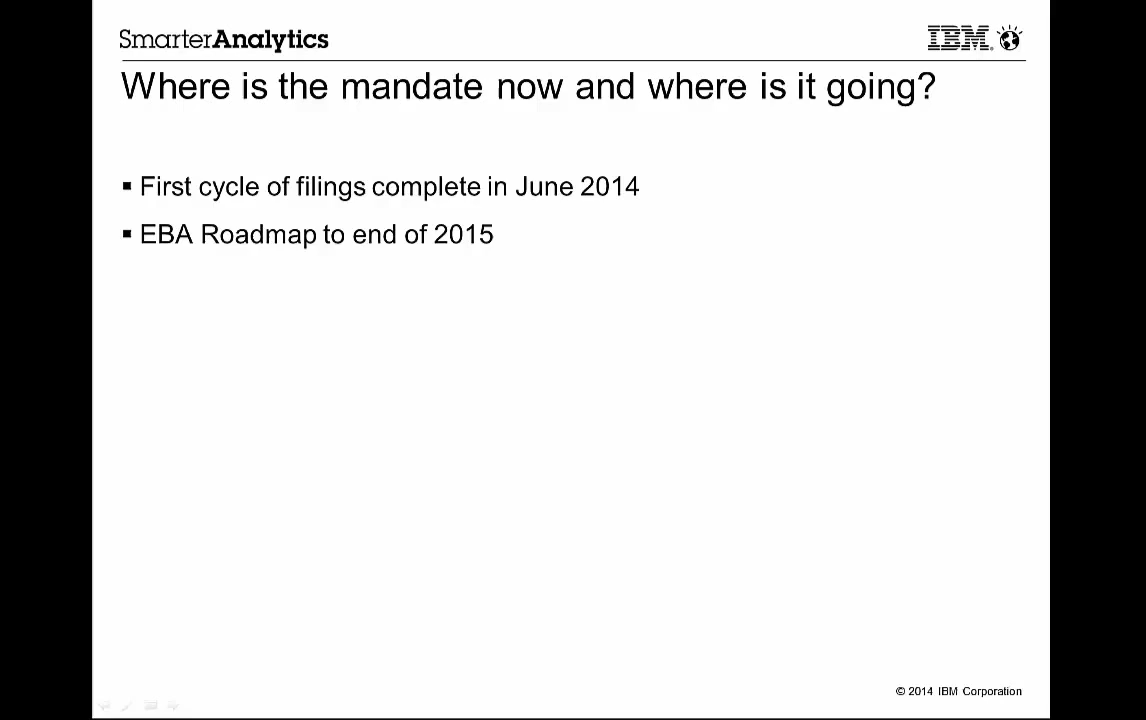 SmarterAnalytics
IBM
Where is the mandate now and where is it going?
▪ First cycle of filings complete in June 2014
▪ EBA Roadmap to end of 2015
© 2014 IBM Corporation